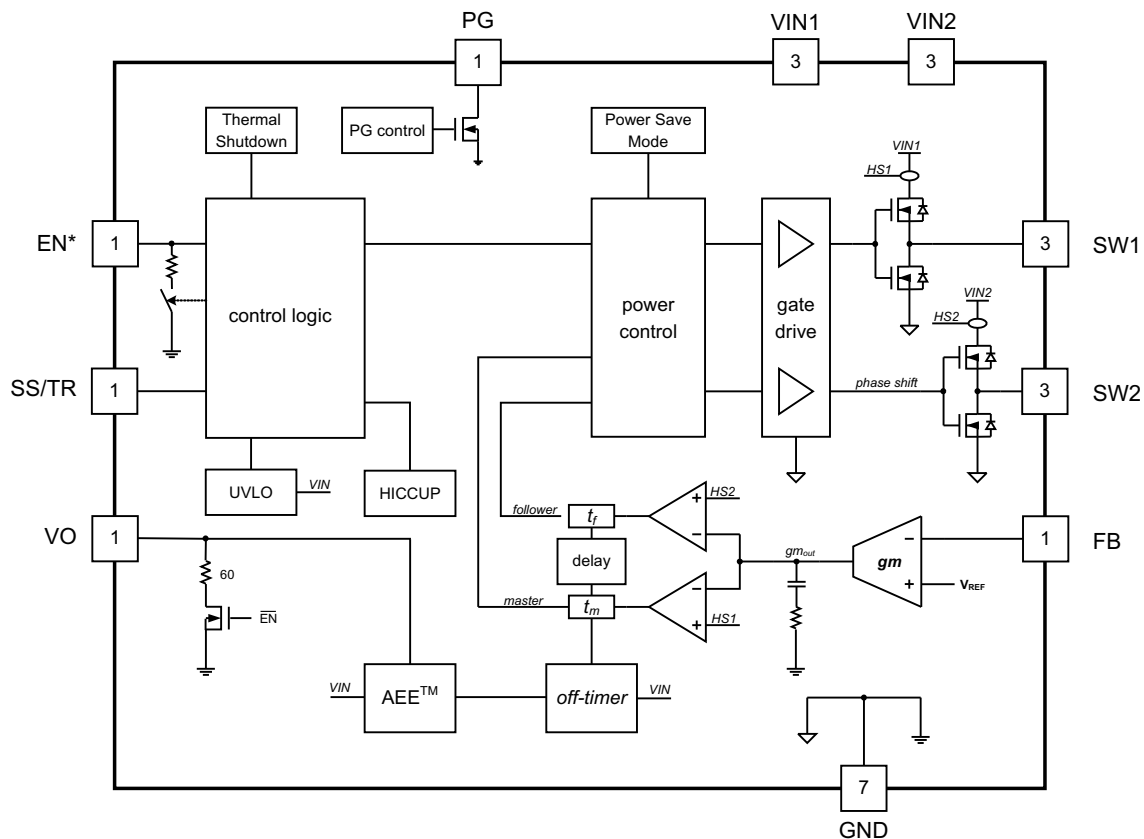 PG
VIN1
VIN2
1
3
3
Thermal
Shutdown
PG control
Power Save
Mode
VIN1
HS1
EN*
1
3
SW1
control logic
power
control
gate
drive
VIN2
HS2
SS/TR
1
phase shift
3
SW2
UVLO
VIN
HICCUP
HS2
VO
1
follower
tf
+
−
1
FB
delay
gmout
gm
−
+
VREF
60
EN
master
tm
−
+
HS1
VIN
AEETM
off-timer
VIN
7
GND